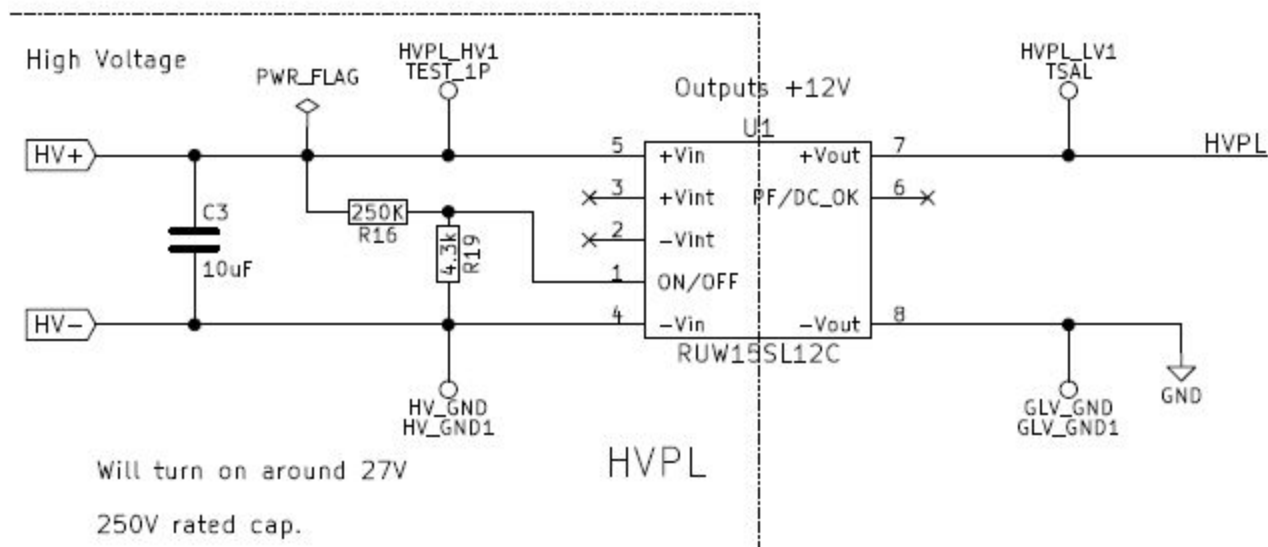 High Voltage
PWR_FLAG
HVPL_HV1
TEST_1P
Outputs +12V
U1
HVPL_LV1
TSAL
HV+
5
+Vin
+Vout
7
HVPL
3
+Vint
PF/DC_OK
6
C3
10uF
250K
R16
4.3k
R19
2
-Vint
1
ON/OFF
HV-
4
-Vin
-Vout
8
RUW15SL12C
HV_GND
HV_GND1
GLV_GND
GLV_GND1
GND
Will turn on around 27V
HVPL
250V rated cap.